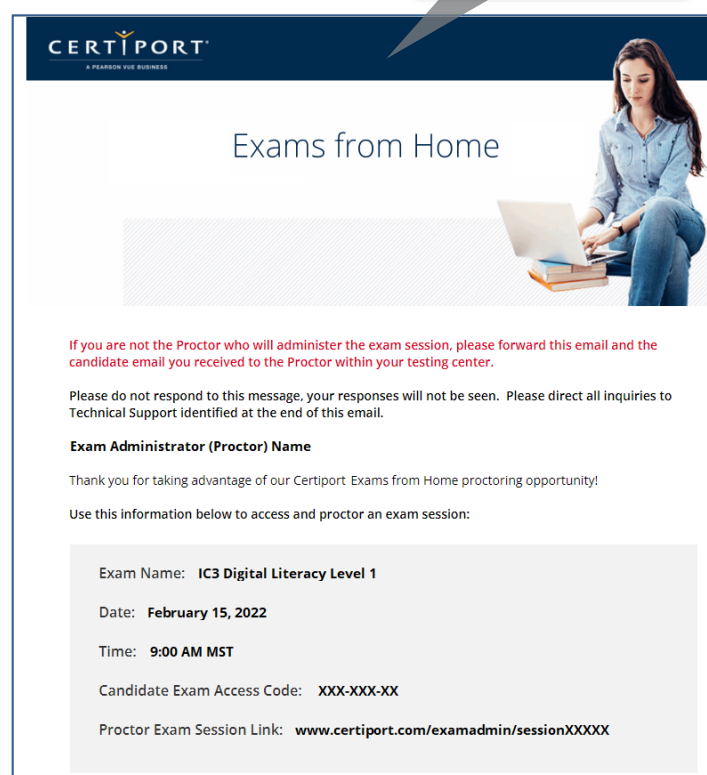 CERTIPORT
A PEARSON VUE BUSINESS
Exams from Home
If you are not the Proctor who will administer the exam session, please forward this email and the
candidate email you received to the Proctor within your testing center.
Please do not respond to this message, your responses will not be seen. Please direct all inquiries to
Technical Support identified at the end of this email.
Exam Administrator (Proctor) Name
Thank you for taking advantage of our Certiport Exams from Home proctoring opportunity!
Use this information below to access and proctor an exam session:
Exam Name: IC3 Digital Literacy Level 1
Date: February 15, 2022
Time: 9:00 AM MST
Candidate Exam Access Code: XXX-XXX-XX
Proctor Exam Session Link: www.certiport.com/examadmin/sessionXXXXX